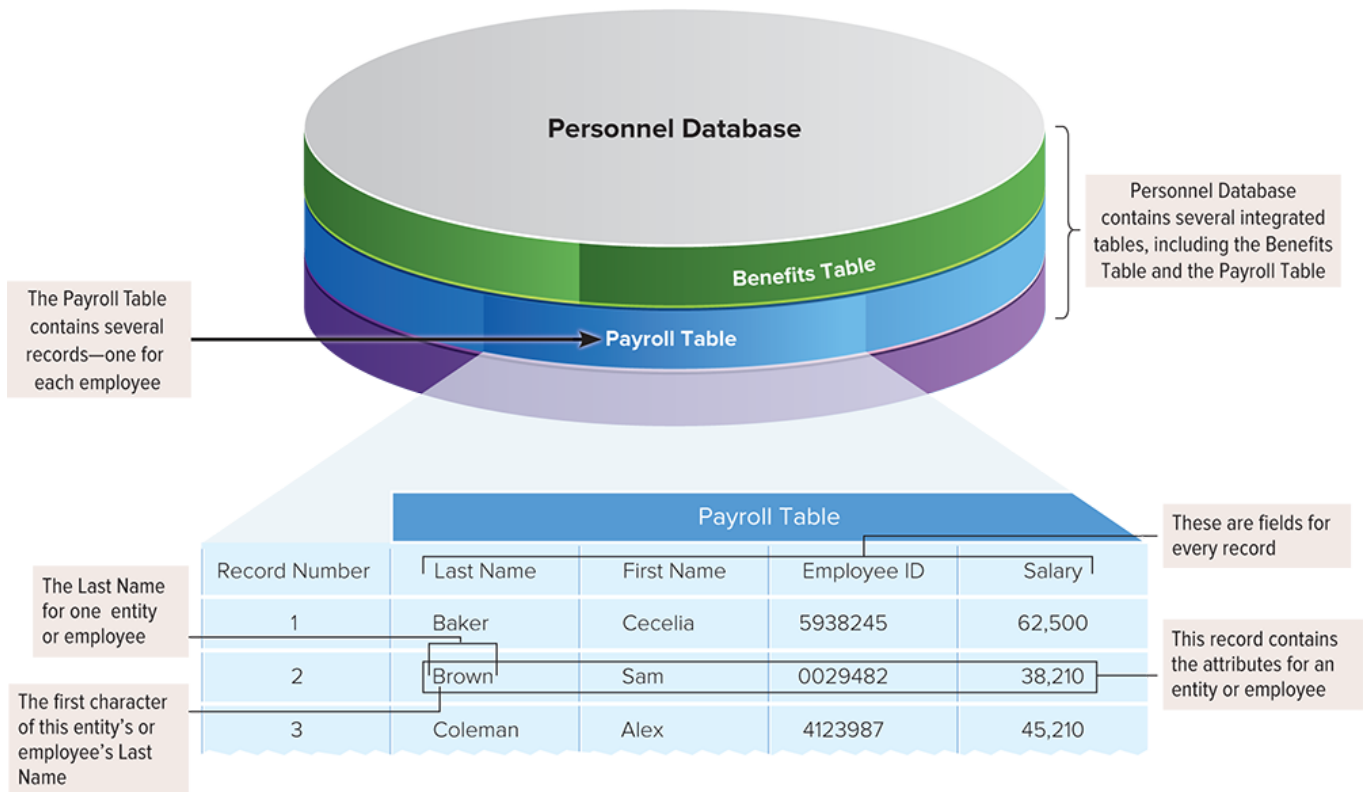 Personnel Database
Personnel Database
contains several integrated
tables, including the Benefits
Table and the Payroll Table
Benefits Table
The Payroll Table
contains several
records—one for
each employee
Payroll Table
Payroll Table
These are fields for
every record
Record Number Last Name First Name Employee ID Salary
The Last Name
for one entity
or employee
1 Baker Cecelia 5938245 62,500
This record contains
the attributes for an
entity or employee
2 Brown Sam 0029482 38,210
The first character
of this entity's or
employee's Last
Name
3 Coleman Alex 4123987 45,210